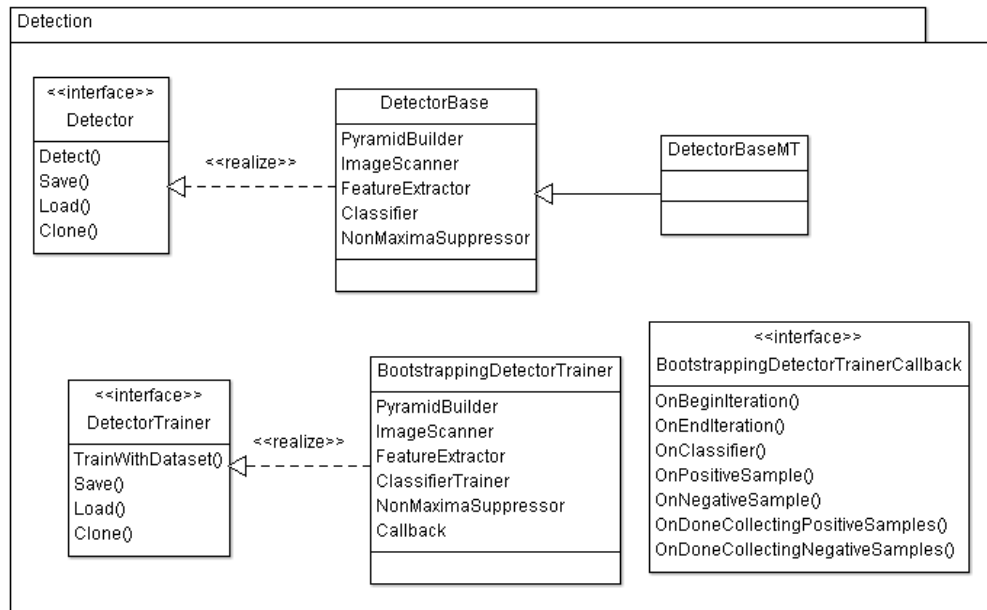 Detection
<<interface>>
Detector
Detect()
Save()
Load()
Clone()
<<realize>>
DetectorBase
PyramidBuilder
ImageScanner
FeatureExtractor
Classifier
NonMaximaSuppressor
DetectorBaseMT
<<interface>>
DetectorTrainer
TrainWithDataset()
Save()
Load()
Clone()
<<realize>>
BootstrappingDetectorTrainer
PyramidBuilder
ImageScanner
FeatureExtractor
ClassifierTrainer
NonMaximaSuppressor
Callback
<<interface>>
BootstrappingDetectorTrainerCallback
OnBeginIteration()
OnEndIteration()
OnClassifier()
OnPositiveSample()
OnNegativeSample()
OnDoneCollectingPositiveSamples()
OnDoneCollectingNegativeSamples()